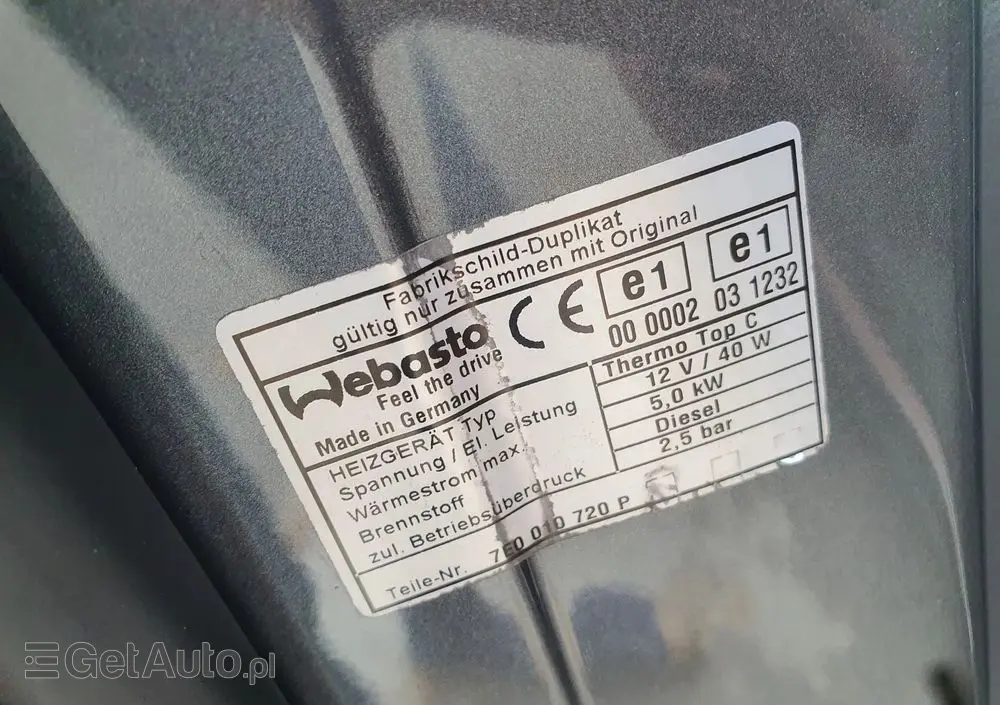 Fabrikschild-Duplikat
gültig nur zusammen mit Original
Webasto
Feel the drive
Made in Germany
CE
e1
e1
00 0002
03 1232
HEIZGERÄT Typ
Thermo Top C
Spannung / El. Leistung
12 V / 40 W
Wärmestrom max.
5,0 kW
Brennstoff
Diesel
zul. Betriebsüberdruck
2,5 bar
Teile-Nr. 7E0 010 720 P
GetAuto.pl